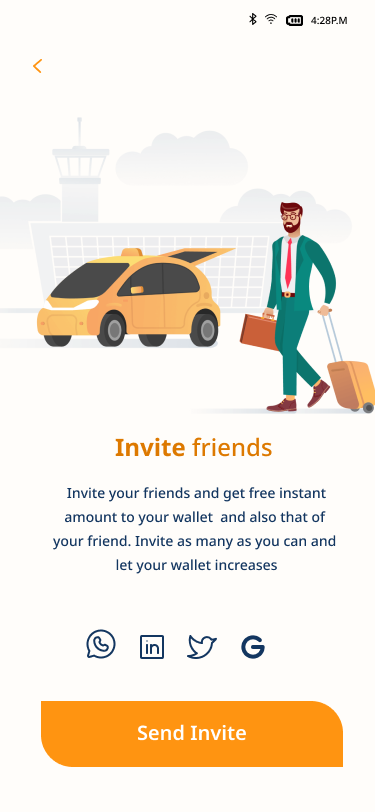 4:28P.M
Invite friends
Invite your friends and get free instant
amount to your wallet  and also that of
your friend. Invite as many as you can and
let your wallet increases
in
G
Send Invite